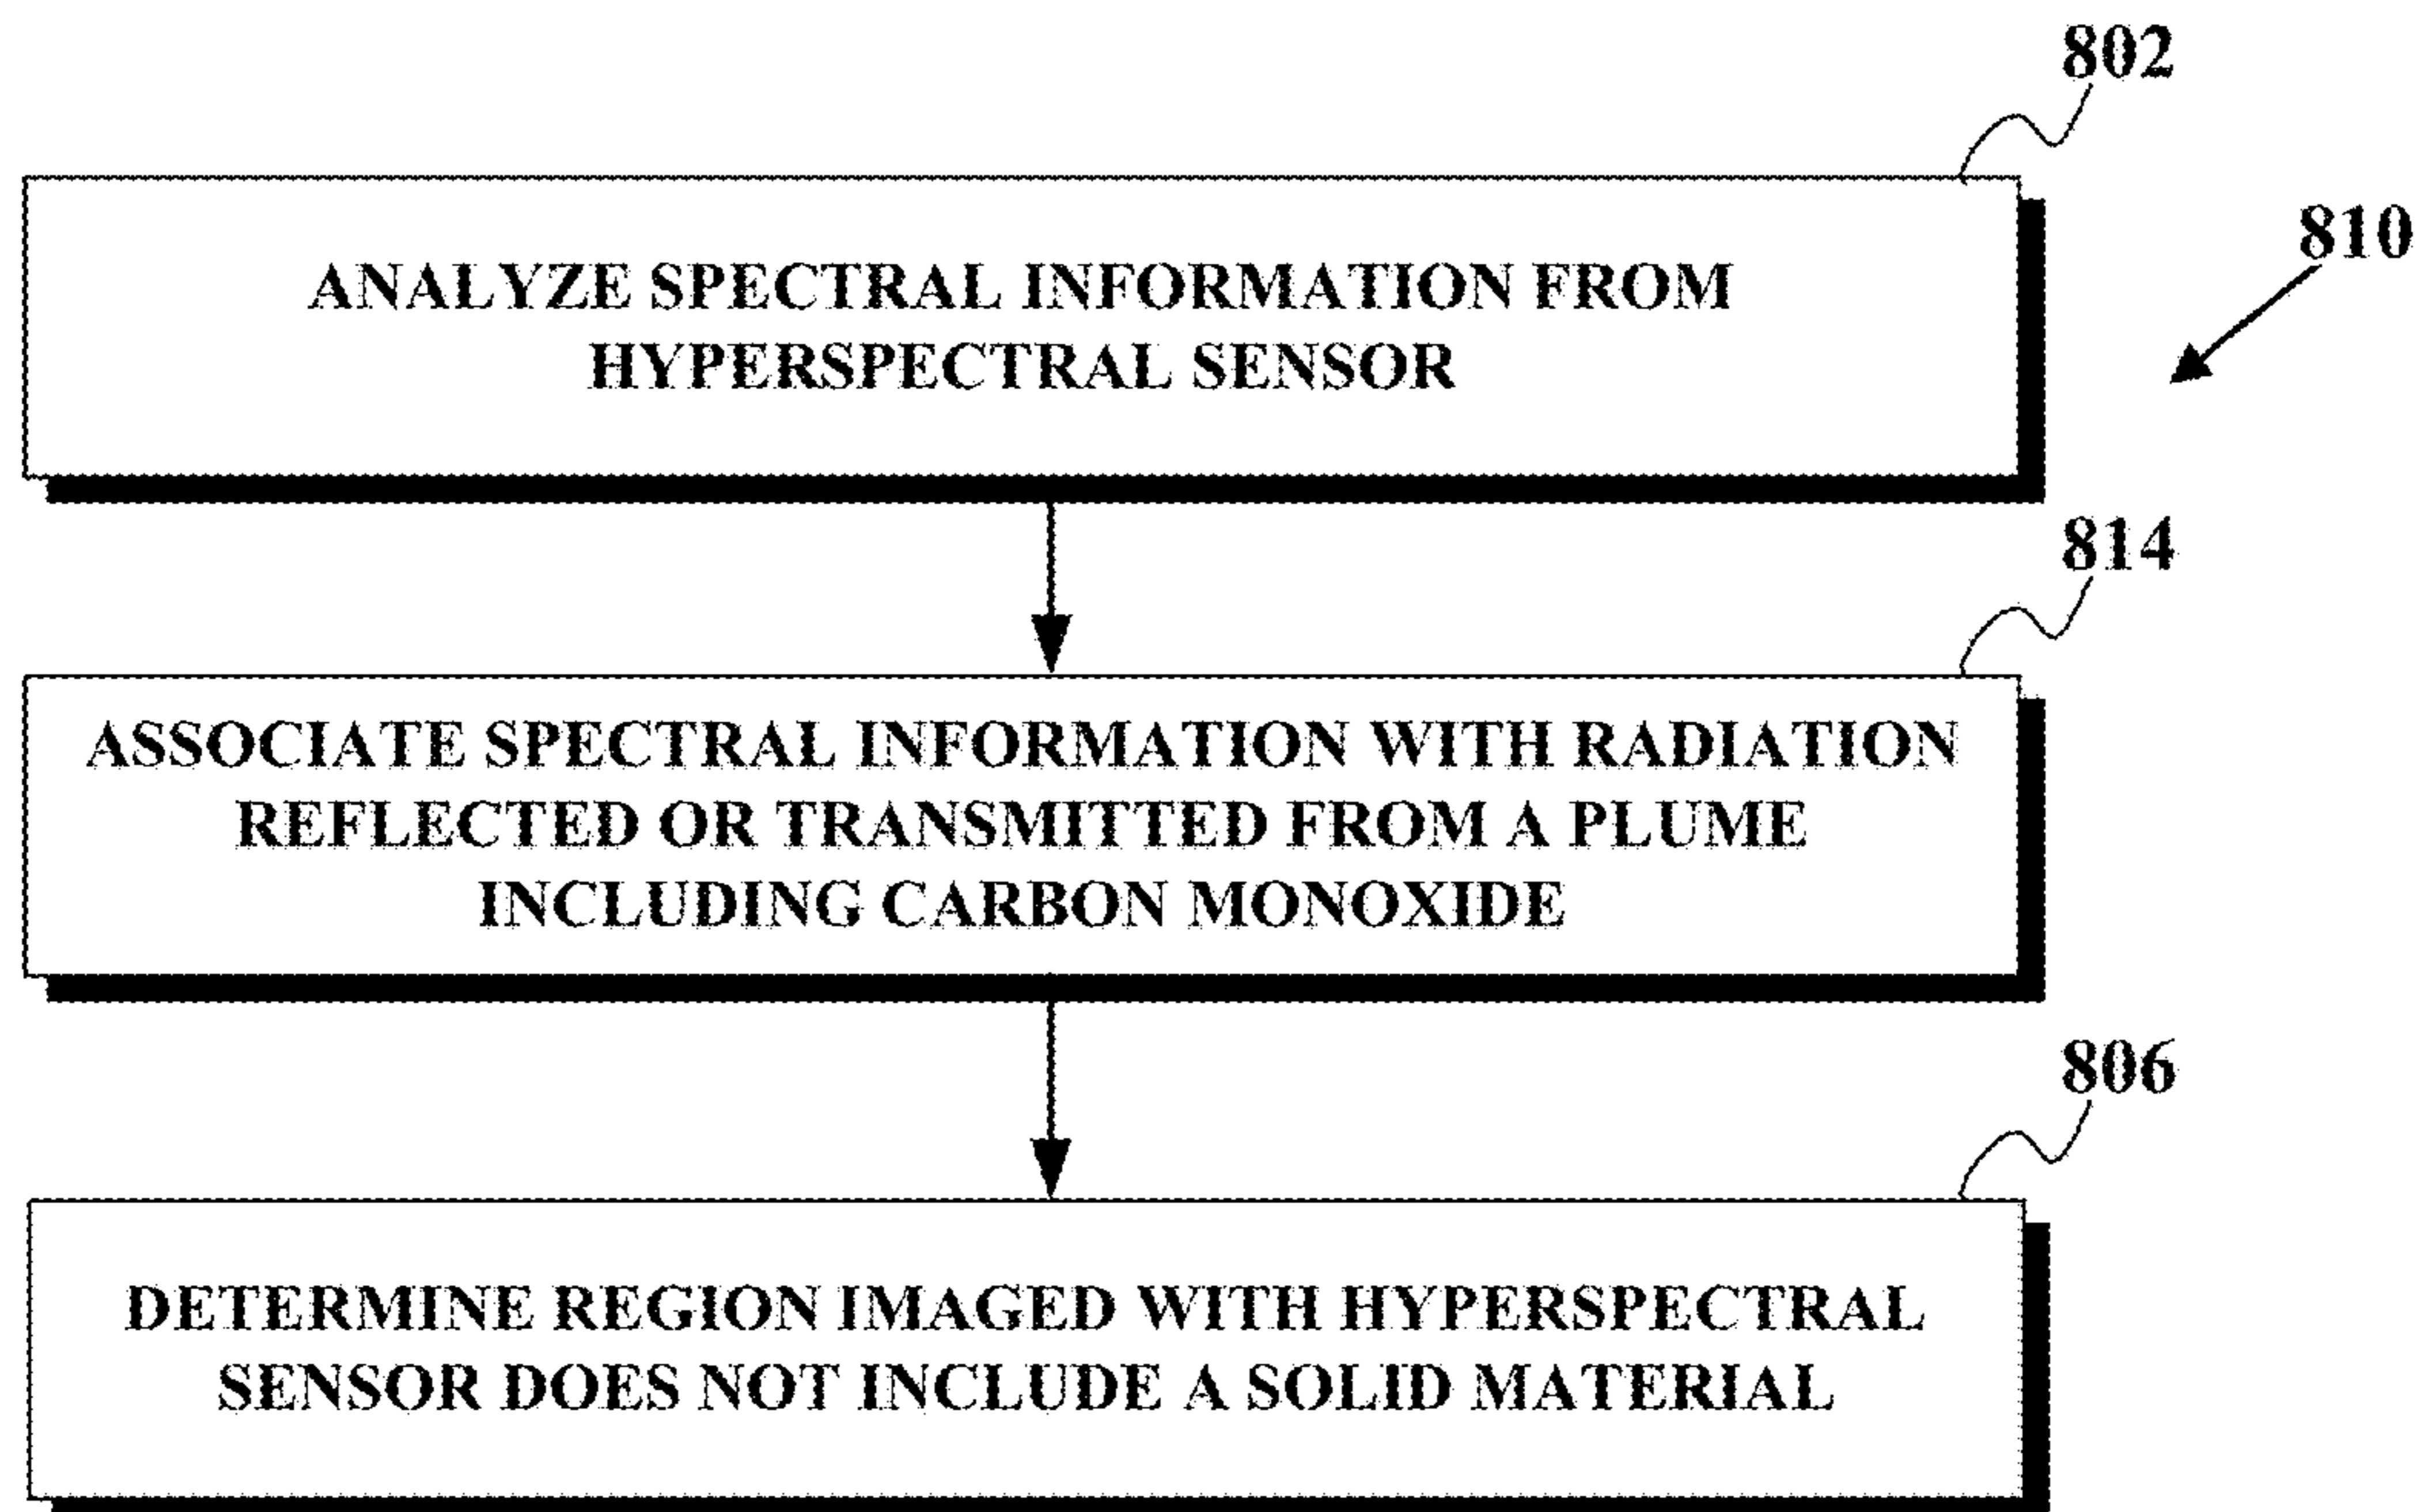 802
810
ANALYZE SPECTRAL INFORMATION FROM
HYPERSPECTRAL SENSOR
814
ASSOCIATE SPECTRAL INFORMATION WITH RADIATION
REFLECTED OR TRANSMITTED FROM A PLUME
INCLUDING CARBON MONOXIDE
806
DETERMINE REGION IMAGED WITH HYPERSPECTRAL
SENSOR DOES NOT INCLUDE A SOLID MATERIAL